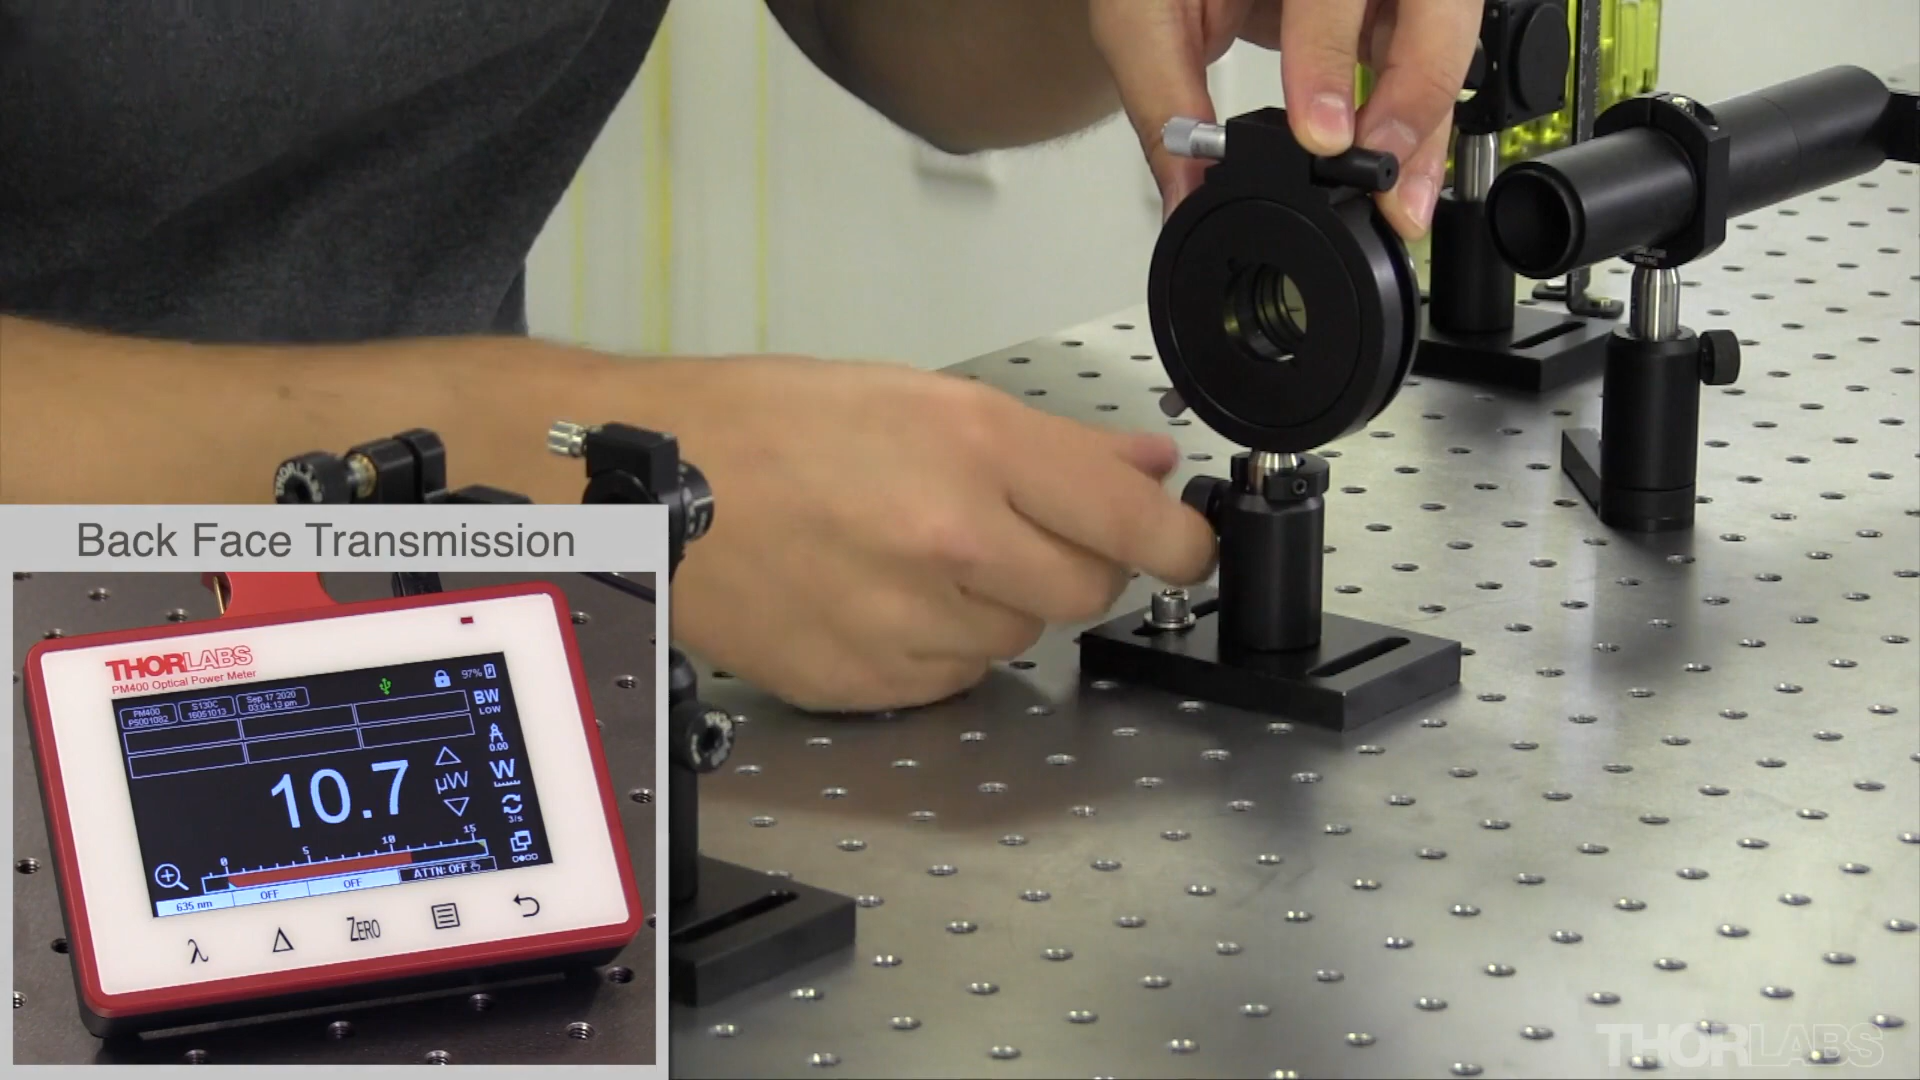 Back Face Transmission
THORLABS
PM400 Optical Power Meter
97%
PM400
PS001082
S130C
16051013
Sep 17 2020
03:04:13 pm
BW
LOW
0.00
10.7
µW
W
3/s
0 5 10 15
635 nm OFF OFF ATTN: OFF
λ Δ ZERO
THORLABS